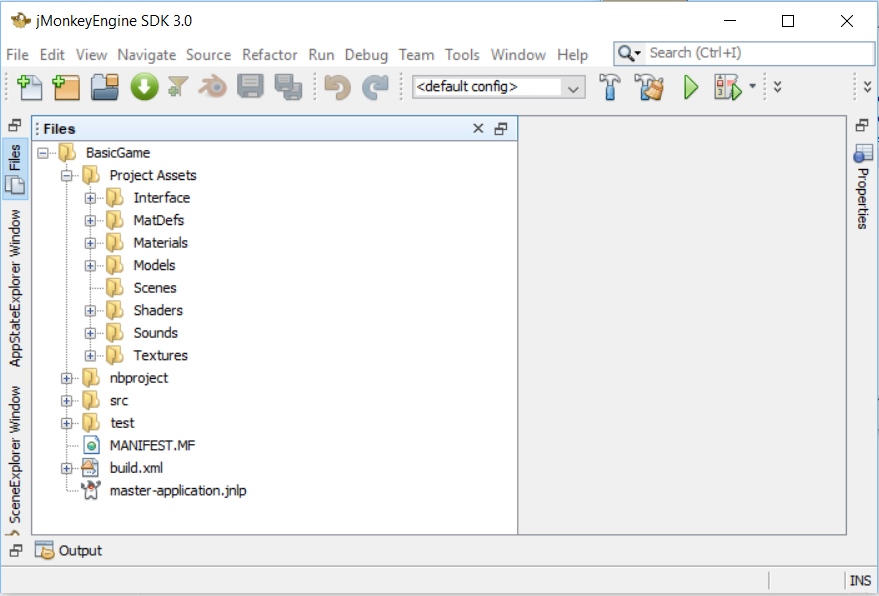 jMonkeyEngine SDK 3.0
File Edit View Navigate Source Refactor Run Debug Team Tools Window Help Search (Ctrl+I)
<default config>
Files
Files
AppStateExplorer Window
SceneExplorer Window
BasicGame
Project Assets
Interface
MatDefs
Materials
Models
Scenes
Shaders
Sounds
Textures
nbproject
src
test
MANIFEST.MF
build.xml
master-application.jnlp
Properties
Output
INS